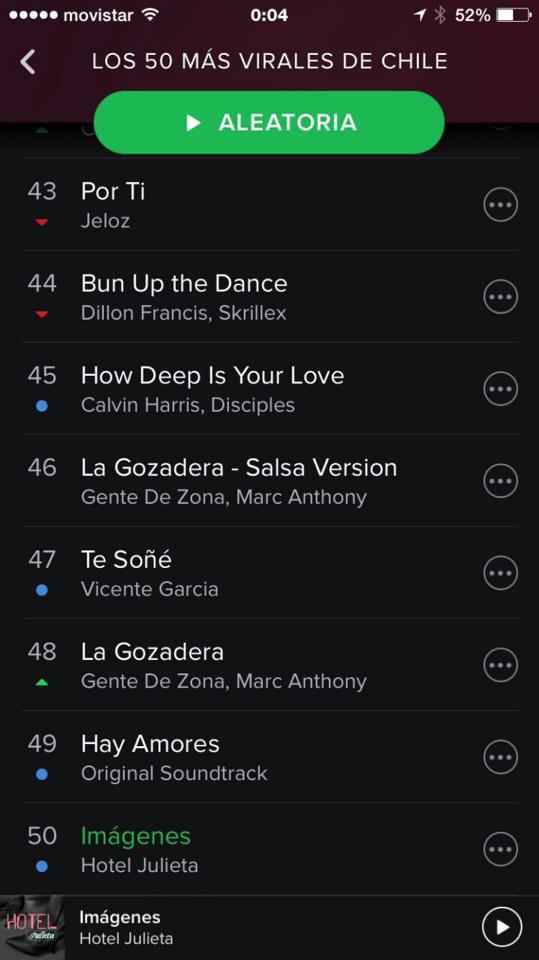 movistar 0:04 52%
LOS 50 MÁS VIRALES DE CHILE
ALEATORIA
43 Por Ti
Jeloz
44 Bun Up the Dance
Dillon Francis, Skrillex
45 How Deep Is Your Love
Calvin Harris, Disciples
46 La Gozadera - Salsa Version
Gente De Zona, Marc Anthony
47 Te Soñé
Vicente Garcia
48 La Gozadera
Gente De Zona, Marc Anthony
49 Hay Amores
Original Soundtrack
50 Imágenes
Hotel Julieta
HOTEL
Julieta
Imágenes
Hotel Julieta